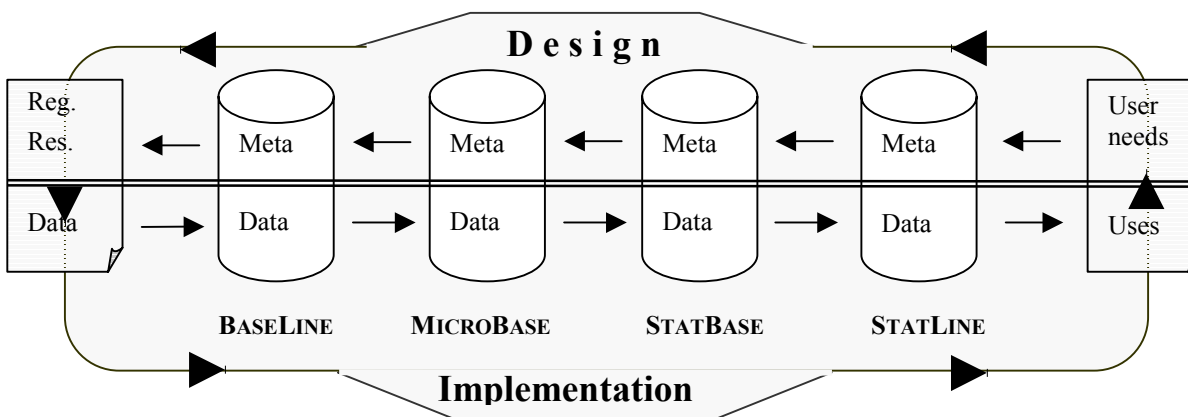 D e s i g n
Reg.
Res.
Meta
Meta
Meta
Meta
User
needs
Data
Data
Data
Data
Data
Uses
BASELINE
MICROBASE
STATBASE
STATLINE
Implementation